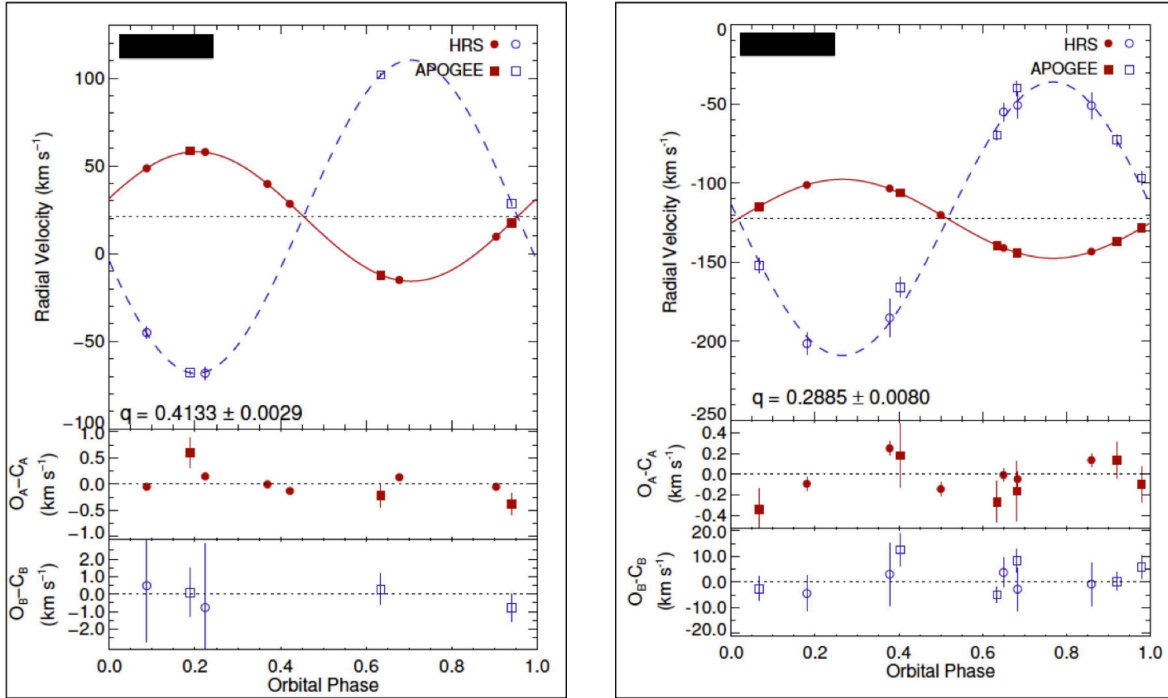 HRS
APOGEE
100
50
0
−50
−100
Radial Velocity (km s⁻¹)
q = 0.4133 ± 0.0029
1.0
0.5
0.0
−0.5
−1.0
O_A−C_A
(km s⁻¹)
2.0
1.0
0.0
−1.0
−2.0
O_B−C_B
(km s⁻¹)
0.0 0.2 0.4 0.6 0.8 1.0
Orbital Phase
HRS
APOGEE
0
-50
-100
-150
-200
-250
Radial Velocity (km s⁻¹)
q = 0.2885 ± 0.0080
0.4
0.2
0.0
-0.2
-0.4
O_A-C_A
(km s⁻¹)
20.0
10.0
0.0
-10.0
20.0
O_B-C_B
(km s⁻¹)
0.0 0.2 0.4 0.6 0.8 1.0
Orbital Phase